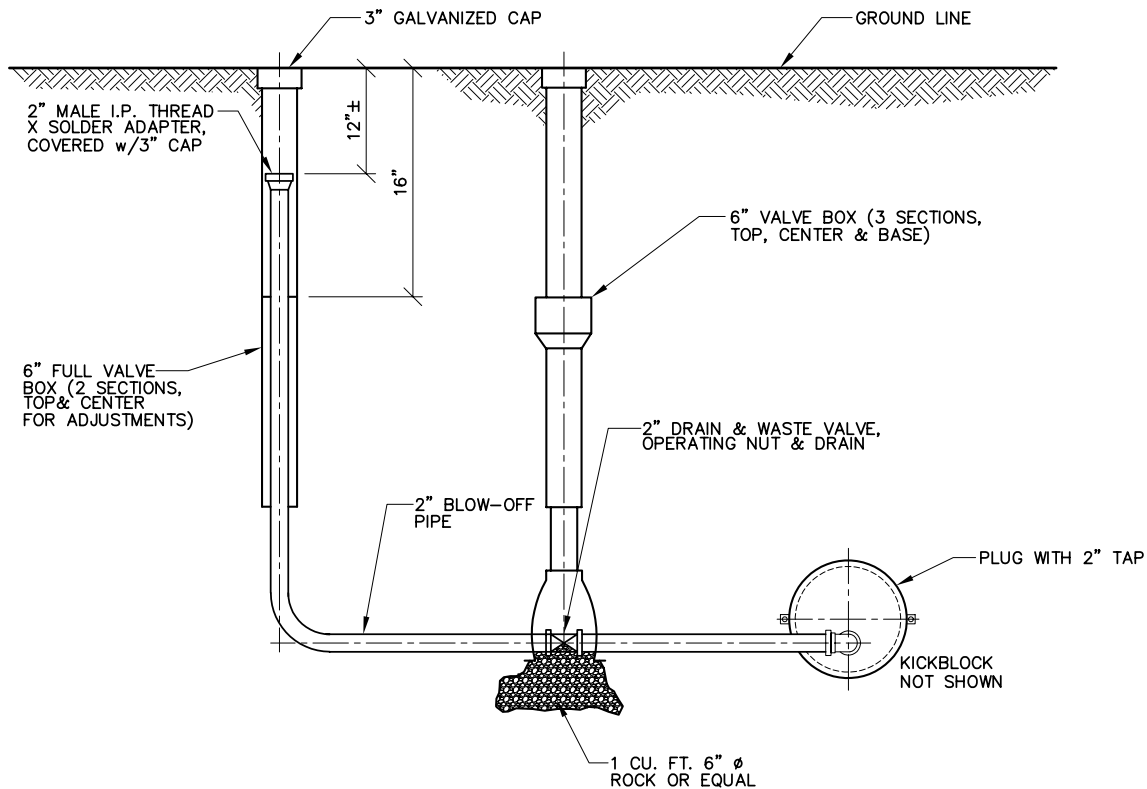 3” GALVANIZED CAP
GROUND LINE
2” MALE I.P. THREAD
X SOLDER ADAPTER,
COVERED w/3” CAP
12”±
16”
6” VALVE BOX (3 SECTIONS,
TOP, CENTER & BASE)
6” FULL VALVE
BOX (2 SECTIONS,
TOP& CENTER
FOR ADJUSTMENTS)
2” DRAIN & WASTE VALVE,
OPERATING NUT & DRAIN
2” BLOW–OFF
PIPE
PLUG WITH 2” TAP
KICKBLOCK
NOT SHOWN
1 CU. FT. 6” ø
ROCK OR EQUAL